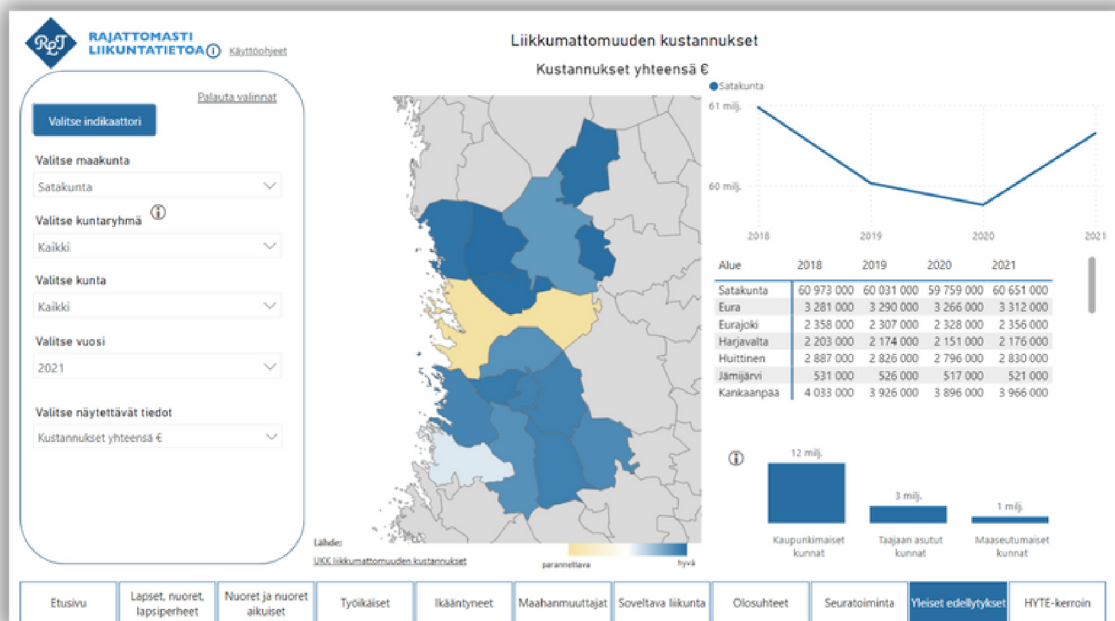 RLT
RAJATTOMASTI
LIIKUNTATIETOA
Käyttöohjeet
Palauta valinnat
Valitse indikaattori
Valitse maakunta
Satakunta
Valitse kuntaryhmä
Kaikki
Valitse kunta
Kaikki
Valitse vuosi
2021
Valitse näytettävät tiedot
Kustannukset yhteensä €
Liikkumattomuuden kustannukset
Kustannukset yhteensä €
Lähde:
UKK liikkumattomuuden kustannukset
parannettava hyvä
Satakunta
61 milj.
60 milj.
2018 2019 2020 2021
Alue 2018 2019 2020 2021
Satakunta 60 973 000 60 031 000 59 759 000 60 651 000
Eura 3 281 000 3 290 000 3 266 000 3 312 000
Eurajoki 2 358 000 2 307 000 2 328 000 2 356 000
Harjavalta 2 203 000 2 174 000 2 151 000 2 176 000
Huittinen 2 887 000 2 826 000 2 796 000 2 830 000
Jämijärvi 531 000 526 000 517 000 521 000
Kankaanpää 4 033 000 3 926 000 3 896 000 3 966 000
12 milj.
3 milj.
1 milj.
Kaupunkimaiset kunnat
Taajaan asutut kunnat
Maaseutumaiset kunnat
Etusivu
Lapset, nuoret, lapsiperheet
Nuoret ja nuoret aikuiset
Työikäiset
Ikääntyneet
Maahanmuuttajat
Soveltava liikunta
Olosuhteet
Seuratoiminta
Yleiset edellytykset
HYTE-kerroin